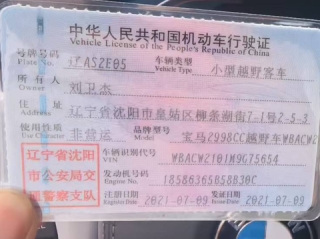 中华人民共和国机动车行驶证
Vehicle License of the People's Republic of China
号牌号码 辽AS2E05 车辆类型 小型越野客车
Plate No. Vehicle Type
所有人 刘卫杰
Owner
住址 辽宁省沈阳市皇姑区柳条湖街7-1号2-5-3
Address
使用性质 非营运 品牌型号 宝马2998CC越野车WBACW2
Use Character Model
辽宁省沈阳
市公安局交
通警察支队
车辆识别代号 WBACW2101M9G75654
VIN
发动机号码 18586365B58B30C
Engine No.
注册日期 2021-07-09 发证日期 2021-07-09
Register Date Issue Date